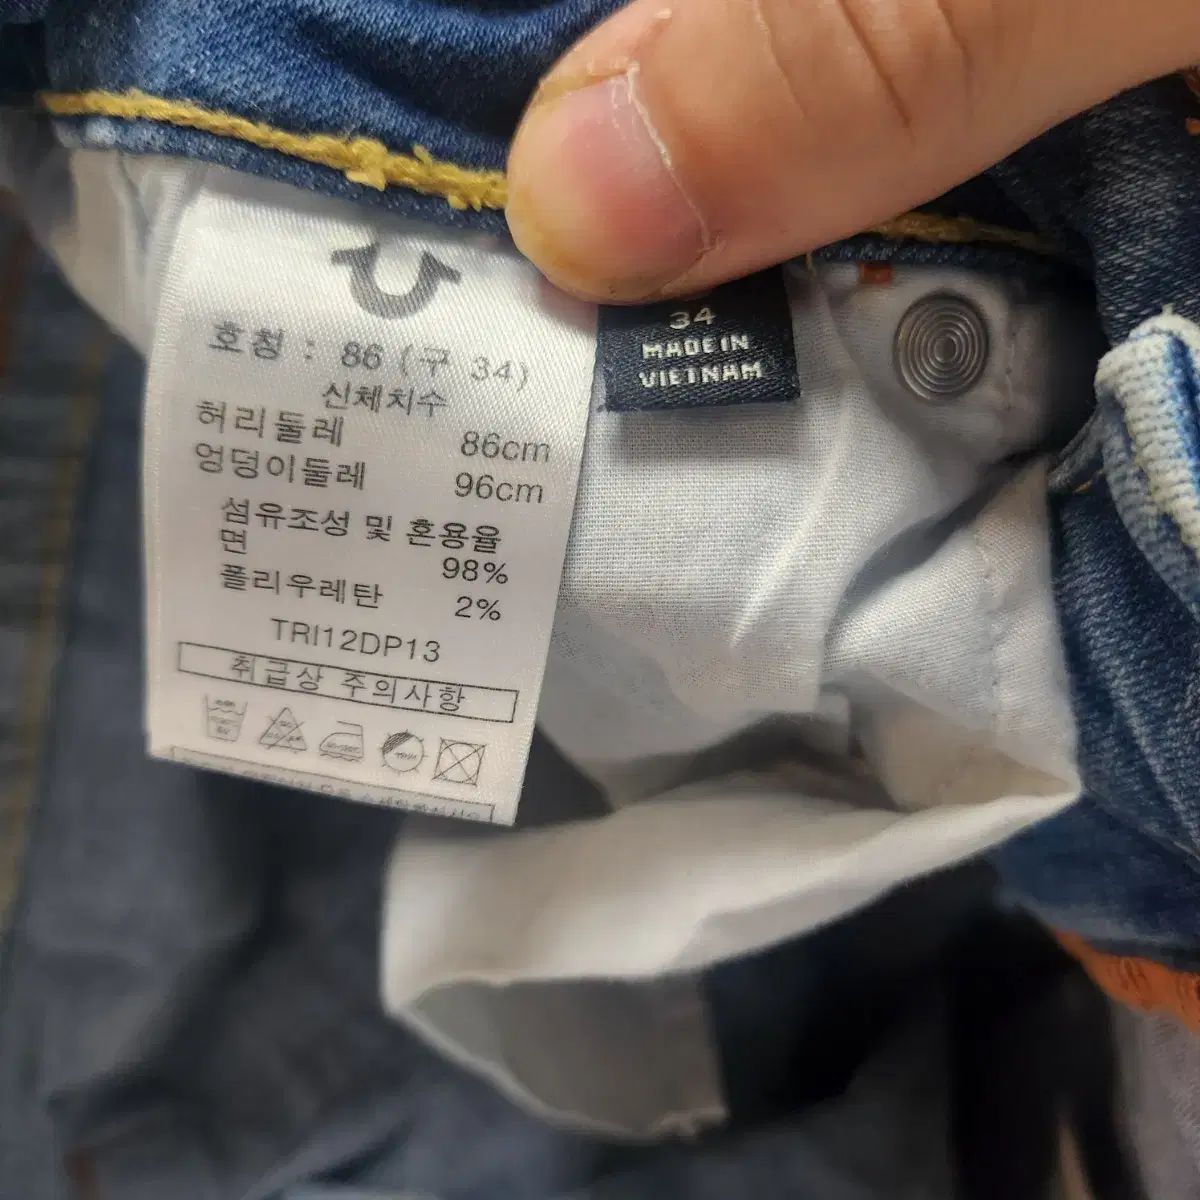 호칭 : 86 (구 34)
신체치수
허리둘레 86cm
엉덩이둘레 96cm
섬유조성 및 혼용율
면 98%
폴리우레탄 2%
TRI12DP13
취급상 주의사항
34
MADE IN
VIETNAM